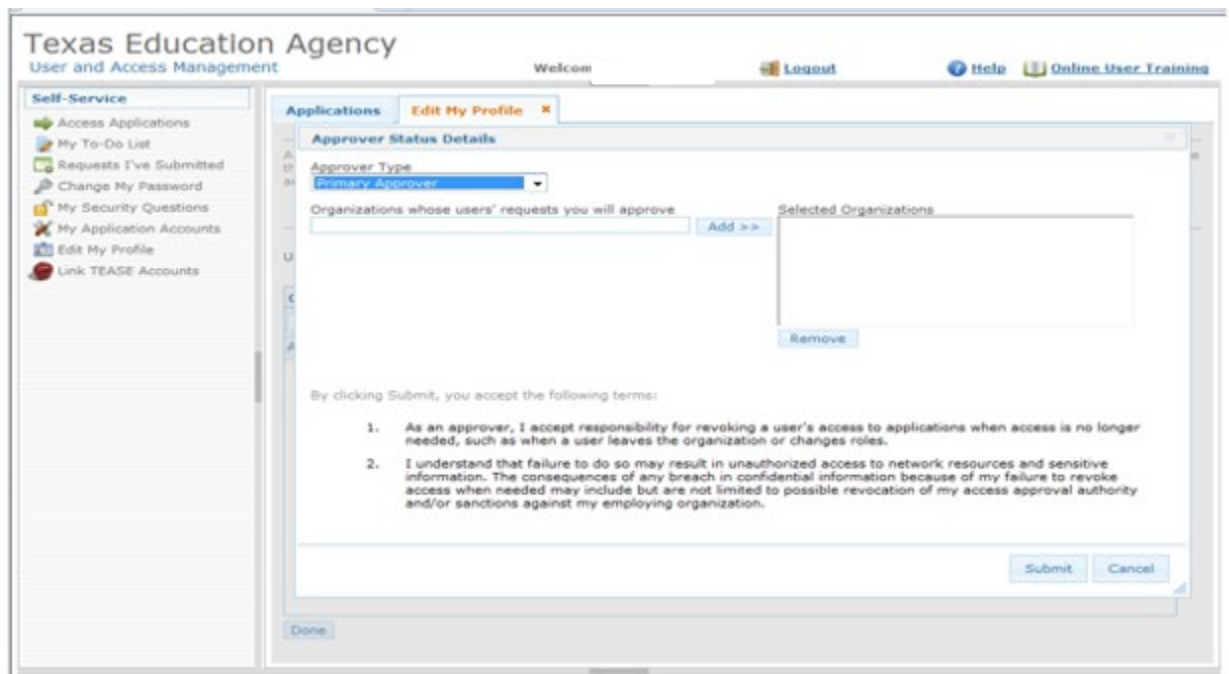 Texas Education Agency
User and Access Management
Welcom
Logout
Help
Online User Training
Self-Service
Access Applications
My To-Do List
Requests I've Submitted
Change My Password
My Security Questions
My Application Accounts
Edit My Profile
Link TEASE Accounts
Applications
Edit My Profile
Approver Status Details
Approver Type
Primary Approver
Organizations whose users' requests you will approve
Add >>
Selected Organizations
Remove
By clicking Submit, you accept the following terms:
1. As an approver, I accept responsibility for revoking a user's access to applications when access is no longer
needed, such as when a user leaves the organization or changes roles.
2. I understand that failure to do so may result in unauthorized access to network resources and sensitive
information. The consequences of any breach in confidential information because of my failure to revoke
access when needed may include but are not limited to possible revocation of my access approval authority
and/or sanctions against my employing organization.
Submit
Cancel
Done